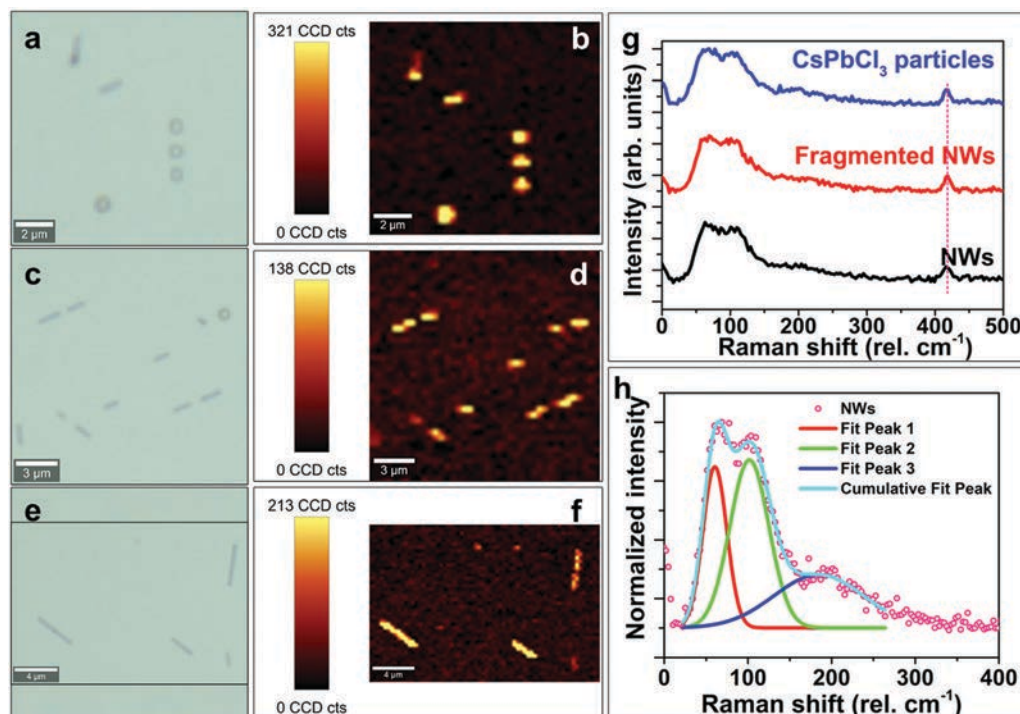 a
2 µm
321 CCD cts
0 CCD cts
b
2 µm
c
3 µm
138 CCD cts
0 CCD cts
d
3 µm
e
4 µm
213 CCD cts
0 CCD cts
f
4 µm
g
Intensity (arb. units)
CsPbCl₃ particles
Fragmented NWs
NWs
0 100 200 300 400 500
Raman shift (rel. cm⁻¹)
h
Normalized intensity
NWs
Fit Peak 1
Fit Peak 2
Fit Peak 3
Cumulative Fit Peak
0 100 200 300 400
Raman shift (rel. cm⁻¹)